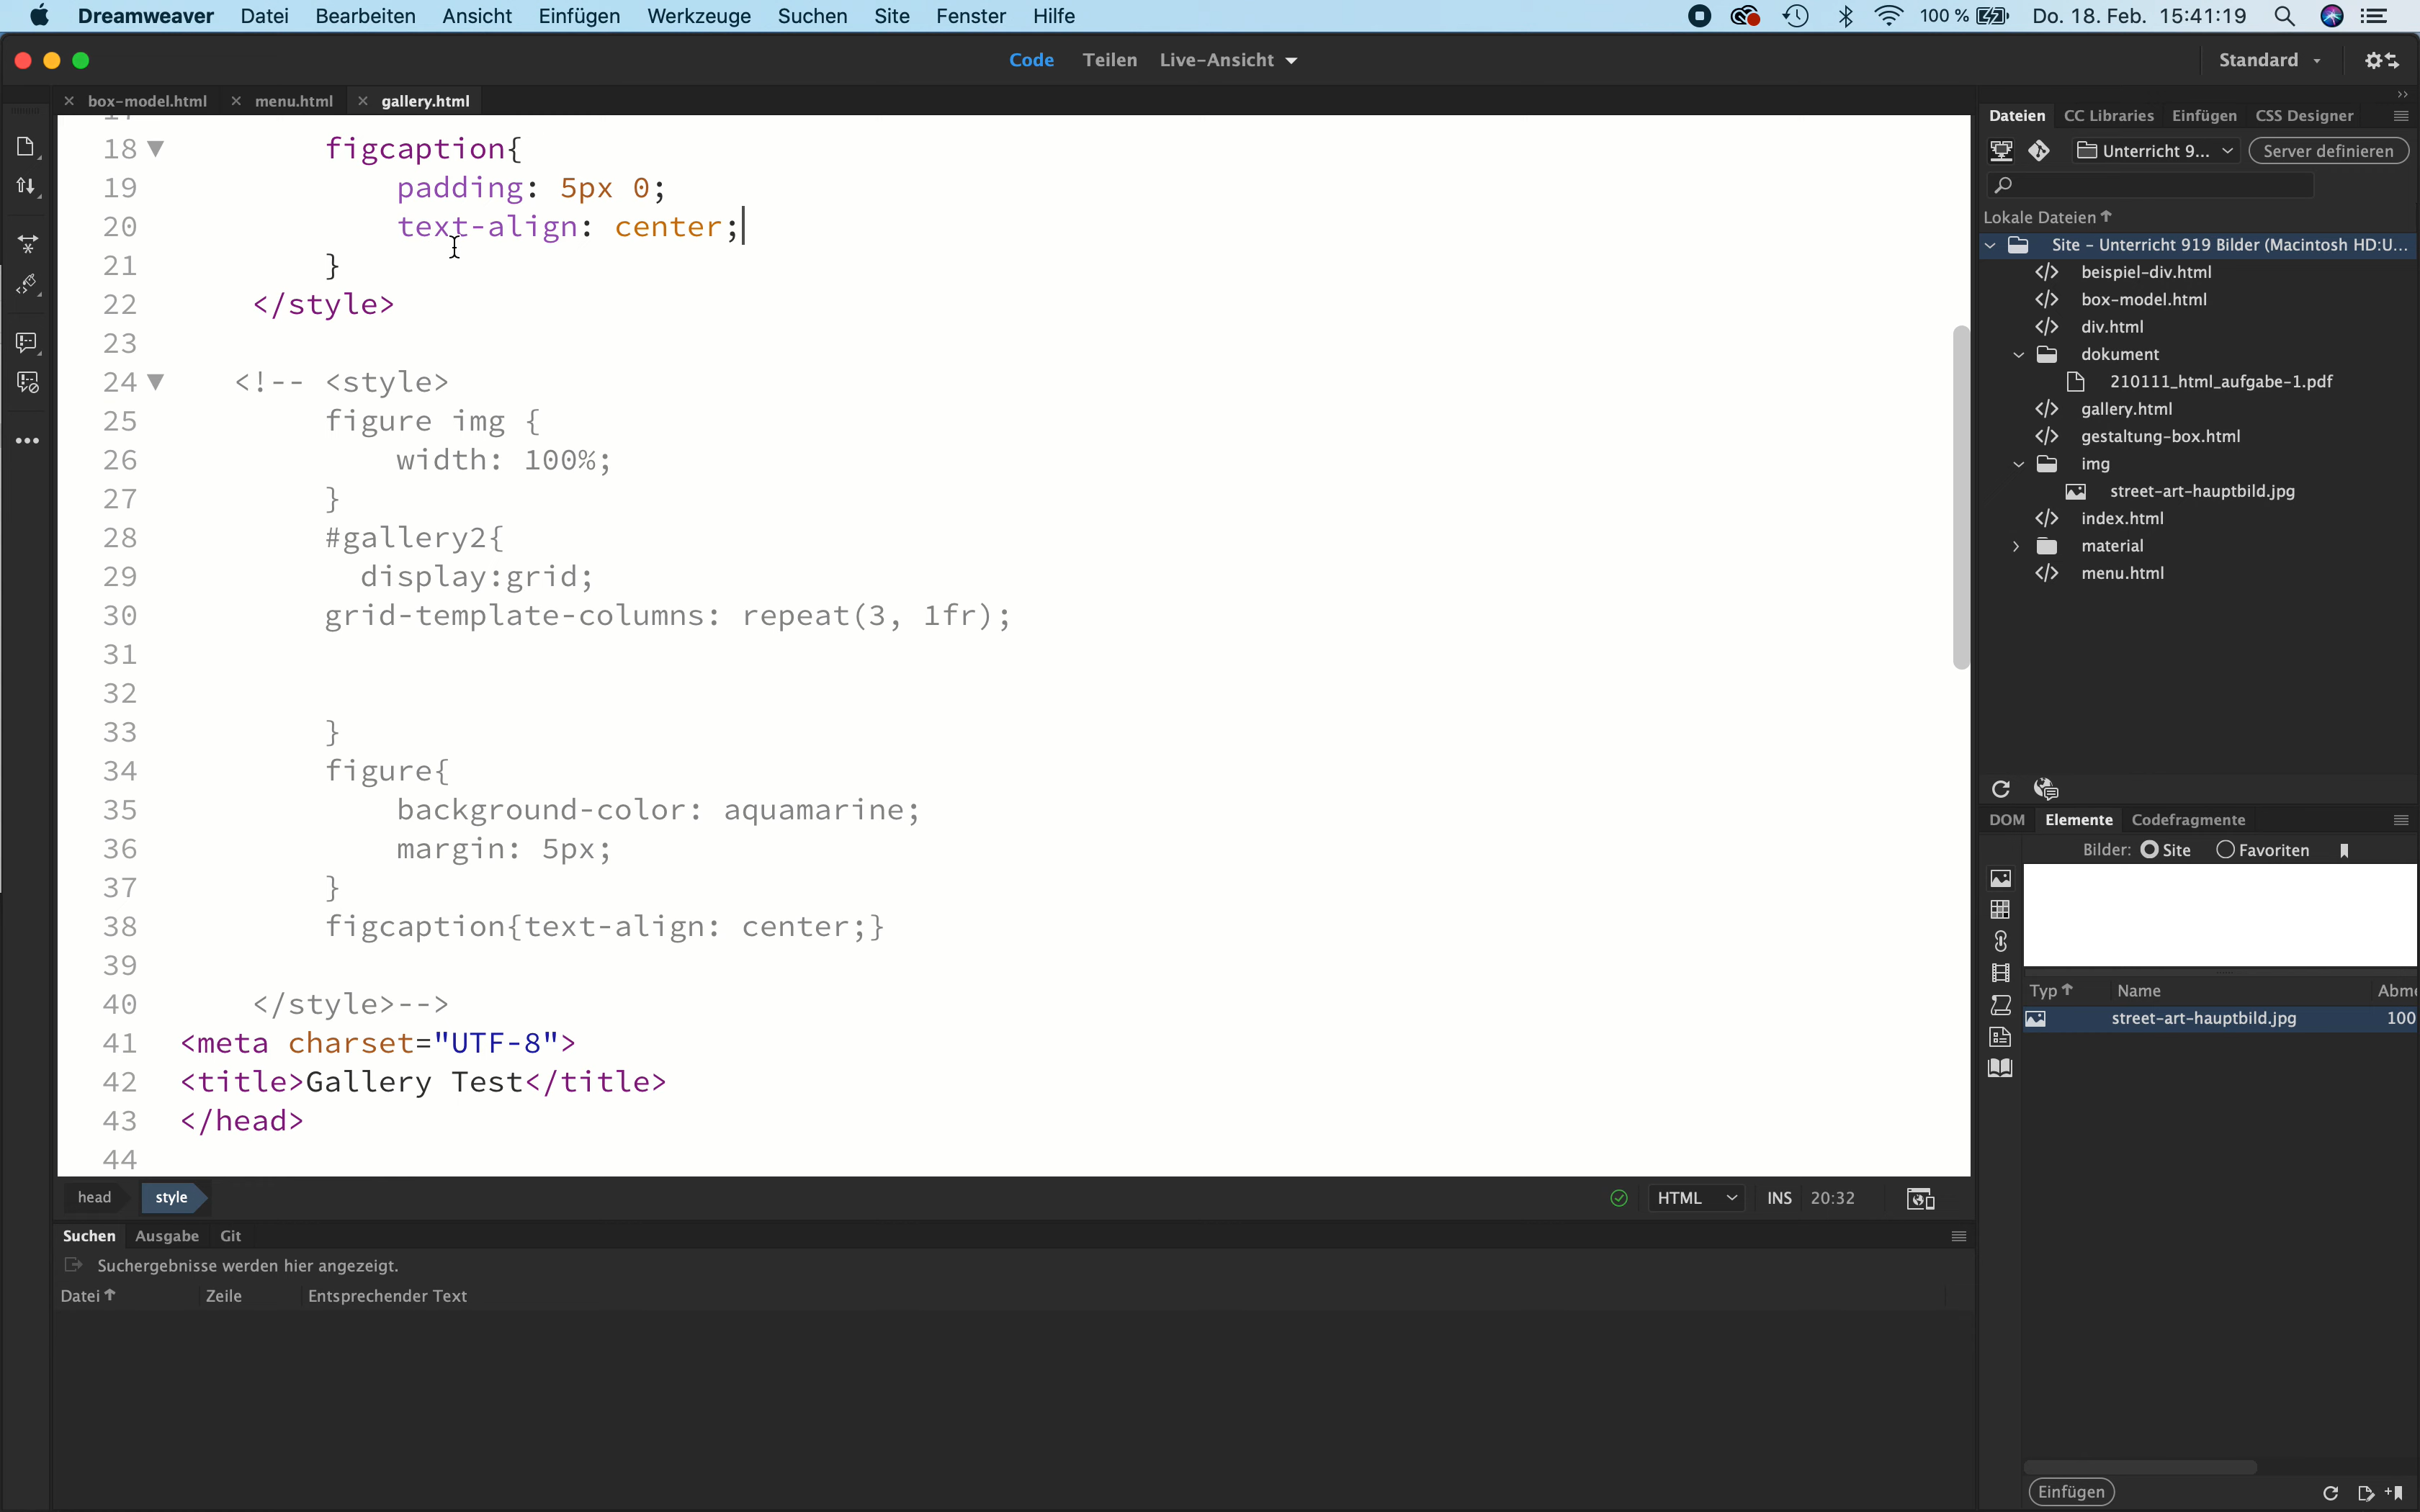 Dreamweaver Datei Bearbeiten Ansicht Einfügen Werkzeuge Suchen Site Fenster Hilfe 100 % Do. 18. Feb. 15:41:19
Code Teilen Live-Ansicht Standard
box-model.html menu.html gallery.html
18 figcaption{
19 padding: 5px 0;
20 text-align: center;
21 }
22 </style>
23
24 <!-- <style>
25 figure img {
26 width: 100%;
27 }
28 #gallery2{
29 display:grid;
30 grid-template-columns: repeat(3, 1fr);
31
32
33 }
34 figure{
35 background-color: aquamarine;
36 margin: 5px;
37 }
38 figcaption{text-align: center;}
39
40 </style>-->
41 <meta charset="UTF-8">
42 <title>Gallery Test</title>
43 </head>
44
head style HTML INS 20:32
Suchen Ausgabe Git
Suchergebnisse werden hier angezeigt.
Datei Zeile Entsprechender Text
Dateien CC Libraries Einfügen CSS Designer
Unterricht 9... Server definieren
Lokale Dateien
Site - Unterricht 919 Bilder (Macintosh HD:U...
beispiel-div.html
box-model.html
div.html
dokument
210111_html_aufgabe-1.pdf
gallery.html
gestaltung-box.html
img
street-art-hauptbild.jpg
index.html
material
menu.html
DOM Elemente Codefragmente
Bilder: Site Favoriten
Typ Name
street-art-hauptbild.jpg 100
Einfügen